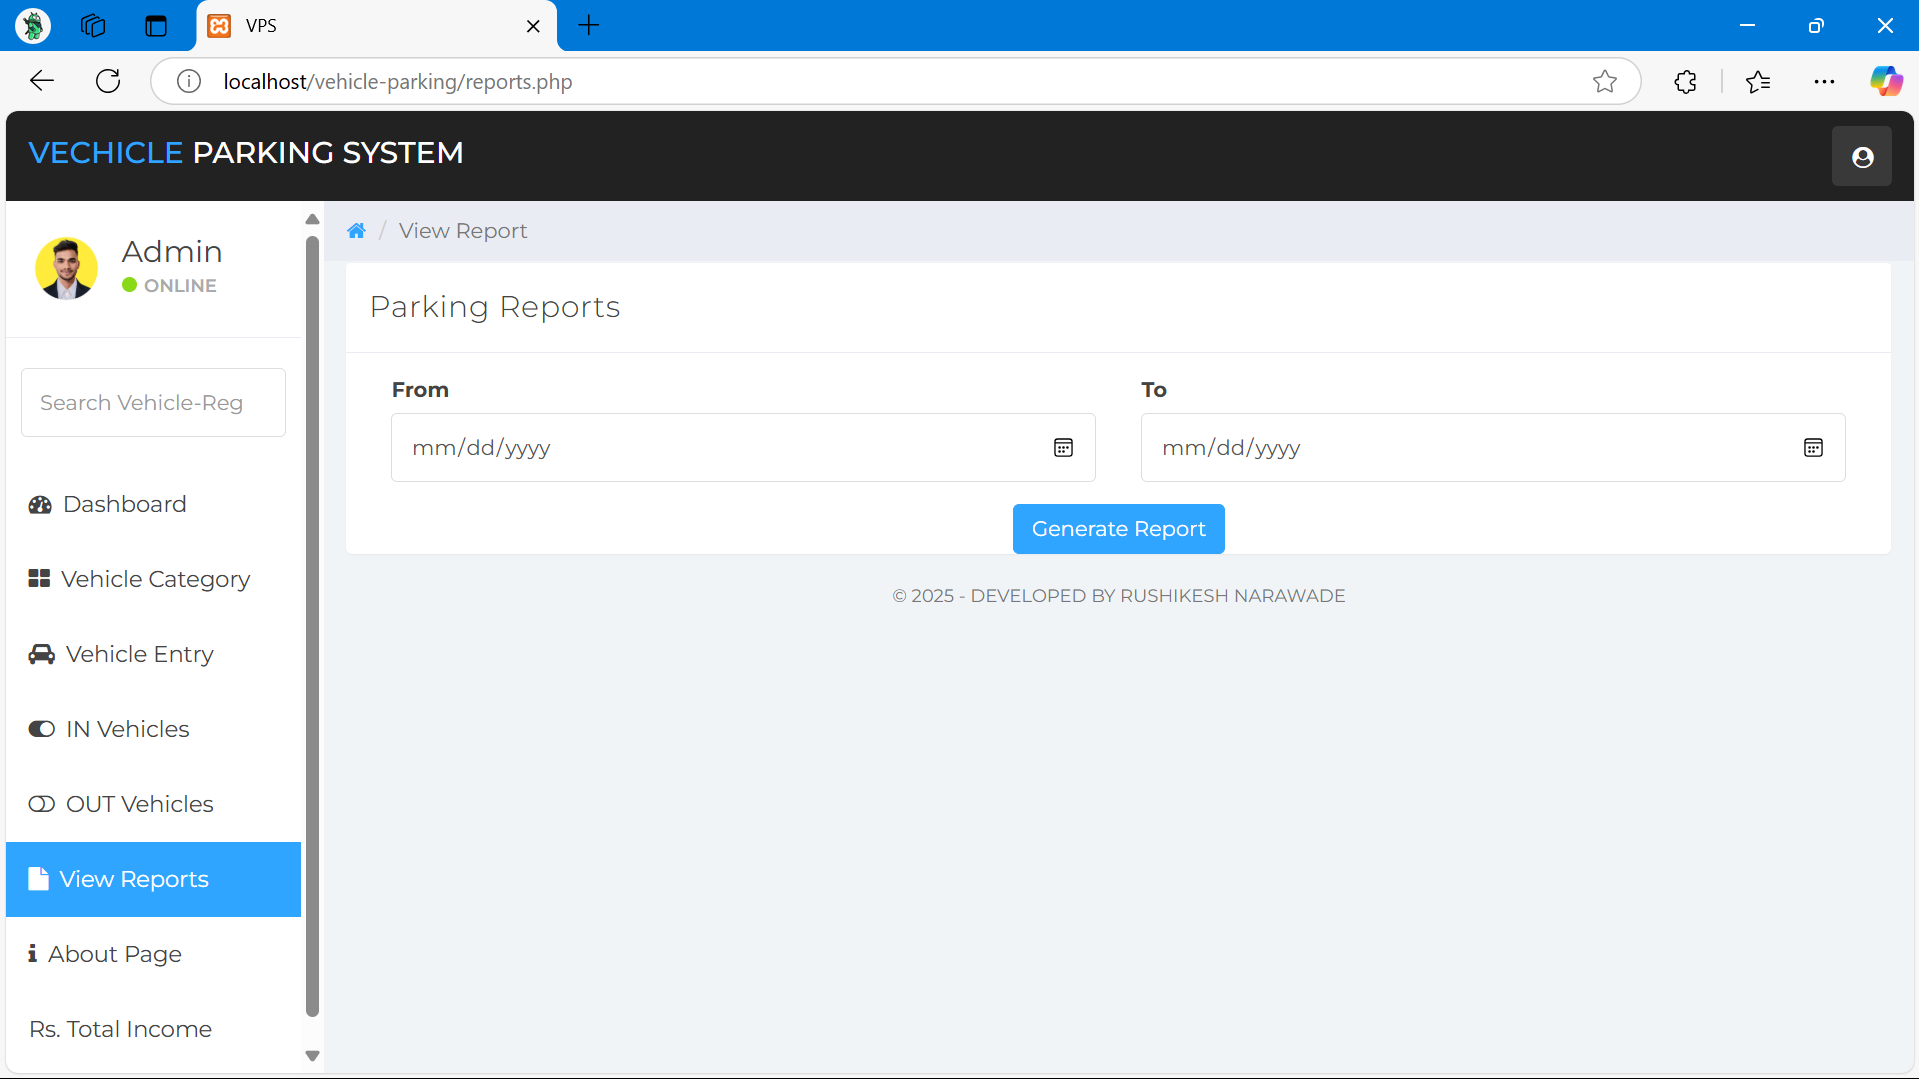 VPS
localhost/vehicle-parking/reports.php
VECHICLE PARKING SYSTEM
Admin
ONLINE
Search Vehicle-Reg
Dashboard
Vehicle Category
Vehicle Entry
IN Vehicles
OUT Vehicles
View Reports
About Page
Rs. Total Income
/ View Report
Parking Reports
From
To
mm/dd/yyyy
mm/dd/yyyy
Generate Report
© 2025 - DEVELOPED BY RUSHIKESH NARAWADE